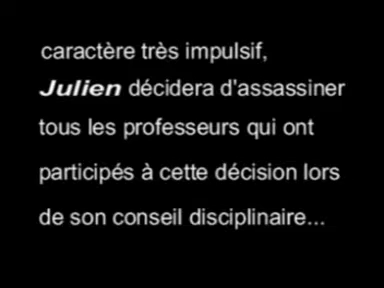 caractère très impulsif,
Julien décidera d'assassiner
tous les professeurs qui ont
participés à cette décision lors
de son conseil disciplinaire...